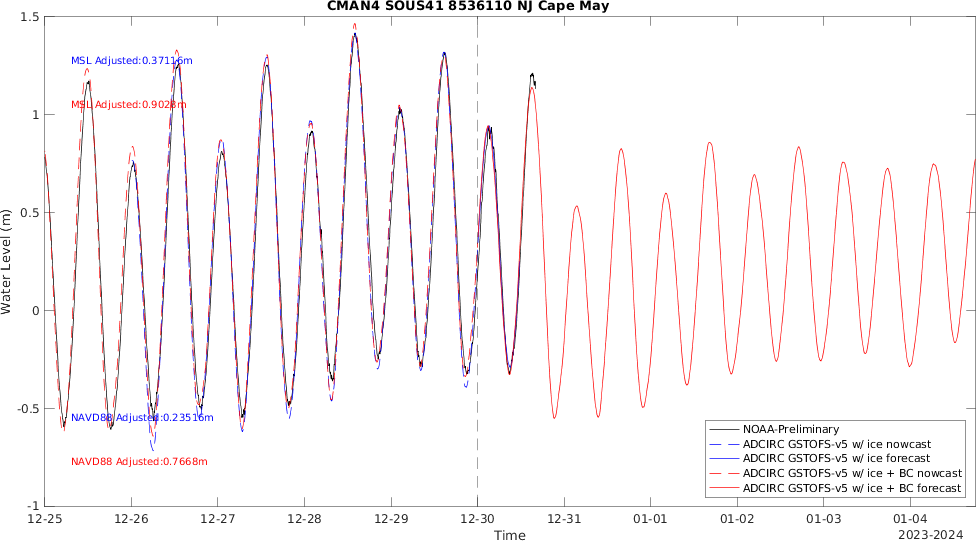 CMAN4 SOUS41 8536110 NJ Cape May
1.5
1
0.5
0
-0.5
-1
Water Level (m)
MSL Adjusted:0.37116m
MSL Adjusted:0.9028m
NAVD88 Adjusted:0.23516m
NAVD88 Adjusted:0.7668m
NOAA-Preliminary
ADCIRC GSTOFS-v5 w/ ice nowcast
ADCIRC GSTOFS-v5 w/ ice forecast
ADCIRC GSTOFS-v5 w/ ice + BC nowcast
ADCIRC GSTOFS-v5 w/ ice + BC forecast
12-25 12-26 12-27 12-28 12-29 12-30 12-31 01-01 01-02 01-03 01-04
Time
2023-2024